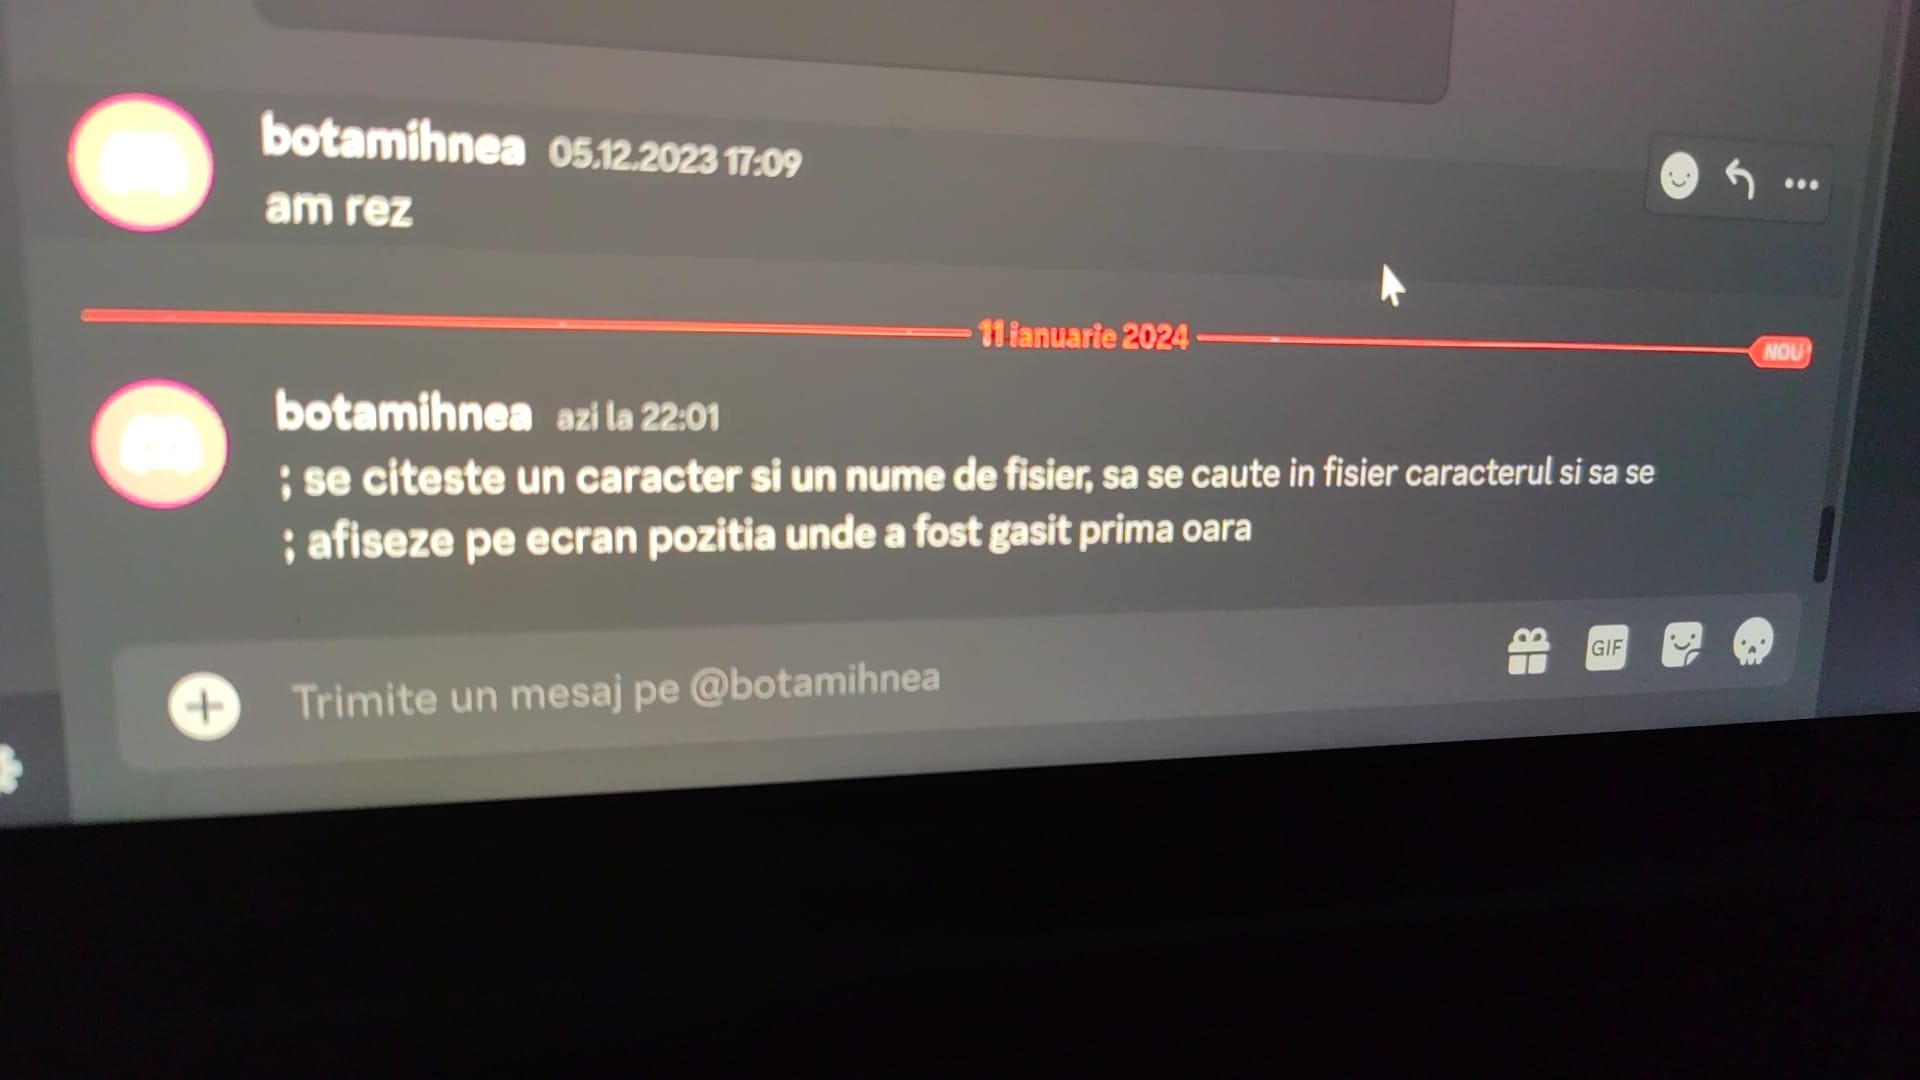 botamihnea 05.12.2023 17:09
am rez
11 ianuarie 2024
NOU
botamihnea azi la 22:01
; se citeste un caracter si un nume de fisier, sa se caute in fisier caracterul si sa se
; afiseze pe ecran pozitia unde a fost gasit prima oara
Trimite un mesaj pe @botamihnea
GIF